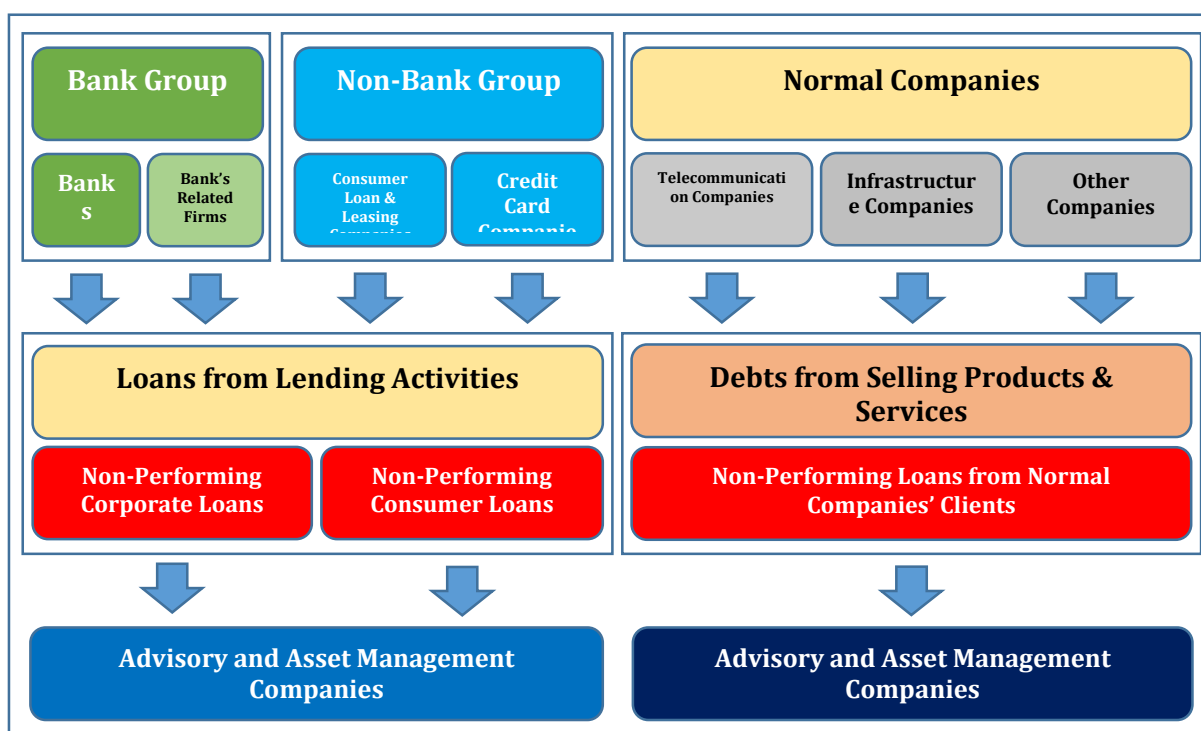 Bank Group
Non-Bank Group
Normal Companies
Bank
s
Bank's
Related
Firms
Consumer
Loan &
Leasing
Credit
Card
Companie
Telecommunicati
on Companies
Infrastructur
e Companies
Other
Companies
Loans from Lending Activities
Debts from Selling Products &
Services
Non-Performing
Corporate Loans
Non-Performing
Consumer Loans
Non-Performing Loans from Normal
Companies' Clients
Advisory and Asset Management
Companies
Advisory and Asset Management
Companies